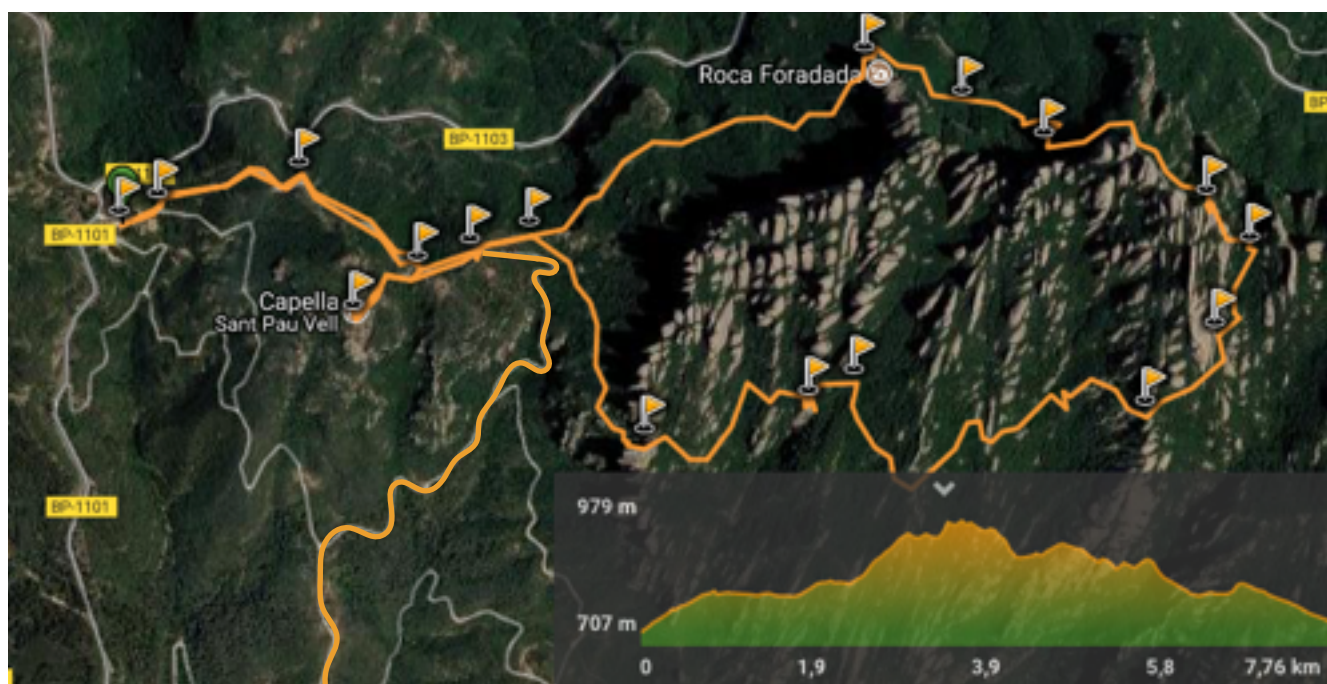 Roca Foradada
BP-1103
BP-1101
Capella
Sant Pau Vell
BP-1101
979 m
707 m
0 1,9 3,9 5,8 7,76 km